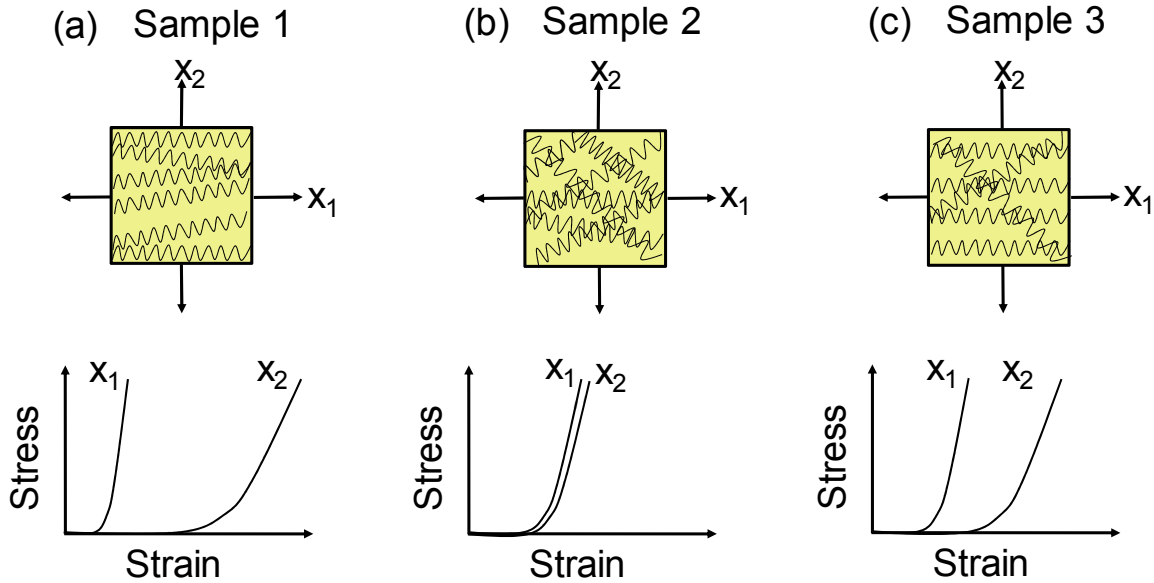 (a) Sample 1
x₂
x₁
x₁
x₂
Stress
Strain
(b) Sample 2
x₂
x₁
x₁
x₂
Stress
Strain
(c) Sample 3
x₂
x₁
x₁
x₂
Stress
Strain